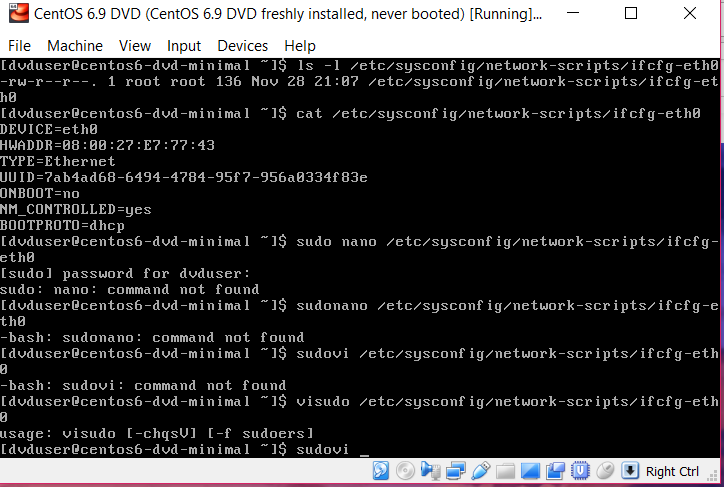 CentOS 6.9 DVD (CentOS 6.9 DVD freshly installed, never booted) [Running]...
File Machine View Input Devices Help
[dvduser@centos6-dvd-minimal ~]$ ls -l /etc/sysconfig/network-scripts/ifcfg-eth0
-rw-r--r--. 1 root root 136 Nov 28 21:07 /etc/sysconfig/network-scripts/ifcfg-et
h0
[dvduser@centos6-dvd-minimal ~]$ cat /etc/sysconfig/network-scripts/ifcfg-eth0
DEVICE=eth0
HWADDR=08:00:27:E7:77:43
TYPE=Ethernet
UUID=7ab4ad68-6494-4784-95f7-956a0334f83e
ONBOOT=no
NM_CONTROLLED=yes
BOOTPROTO=dhcp
[dvduser@centos6-dvd-minimal ~]$ sudo nano /etc/sysconfig/network-scripts/ifcfg-
eth0
[sudo] password for dvduser:
sudo: nano: command not found
[dvduser@centos6-dvd-minimal ~]$ sudonano /etc/sysconfig/network-scripts/ifcfg-e
th0
-bash: sudonano: command not found
[dvduser@centos6-dvd-minimal ~]$ sudovi /etc/sysconfig/network-scripts/ifcfg-eth
0
-bash: sudovi: command not found
[dvduser@centos6-dvd-minimal ~]$ visudo /etc/sysconfig/network-scripts/ifcfg-eth
0
usage: visudo [-chqsV] [-f sudoers]
[dvduser@centos6-dvd-minimal ~]$ sudovi _
Right Ctrl